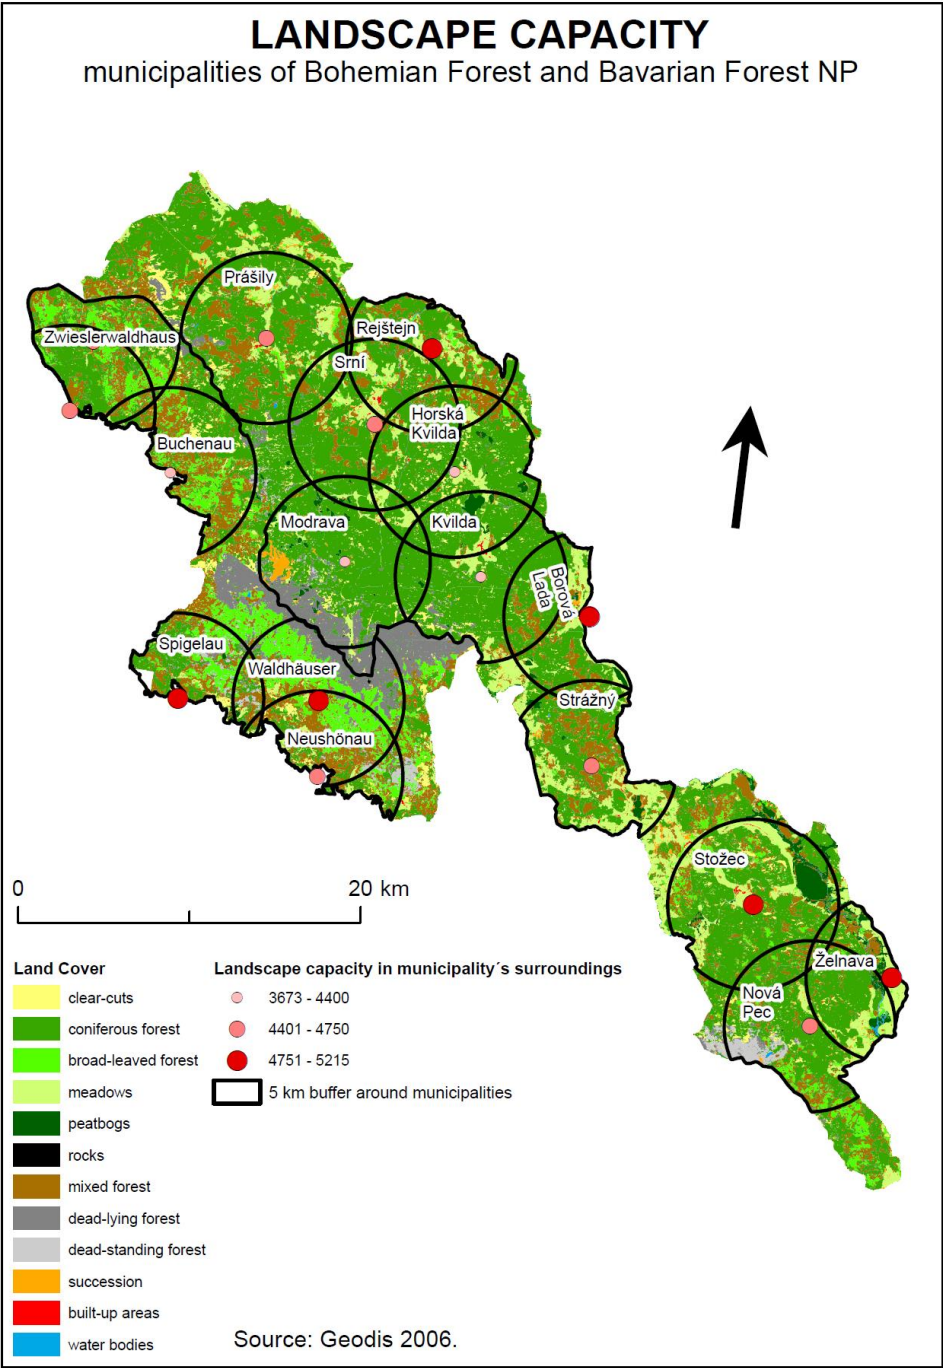 LANDSCAPE CAPACITY
municipalities of Bohemian Forest and Bavarian Forest NP
Prášily
Rejštejn
Zwieslerwaldhaus
Srní
Horská
Kvilda
Buchenau
Modrava
Kvilda
Borová
Lada
Spigelau
Waldhäuser
Strážný
Neushönau
Stožec
0 20 km
Želnava
Nová
Pec
Land Cover
clear-cuts
coniferous forest
broad-leaved forest
meadows
peatbogs
rocks
mixed forest
dead-lying forest
dead-standing forest
succession
built-up areas
water bodies
Landscape capacity in municipality´s surroundings
3673 - 4400
4401 - 4750
4751 - 5215
5 km buffer around municipalities
Source: Geodis 2006.